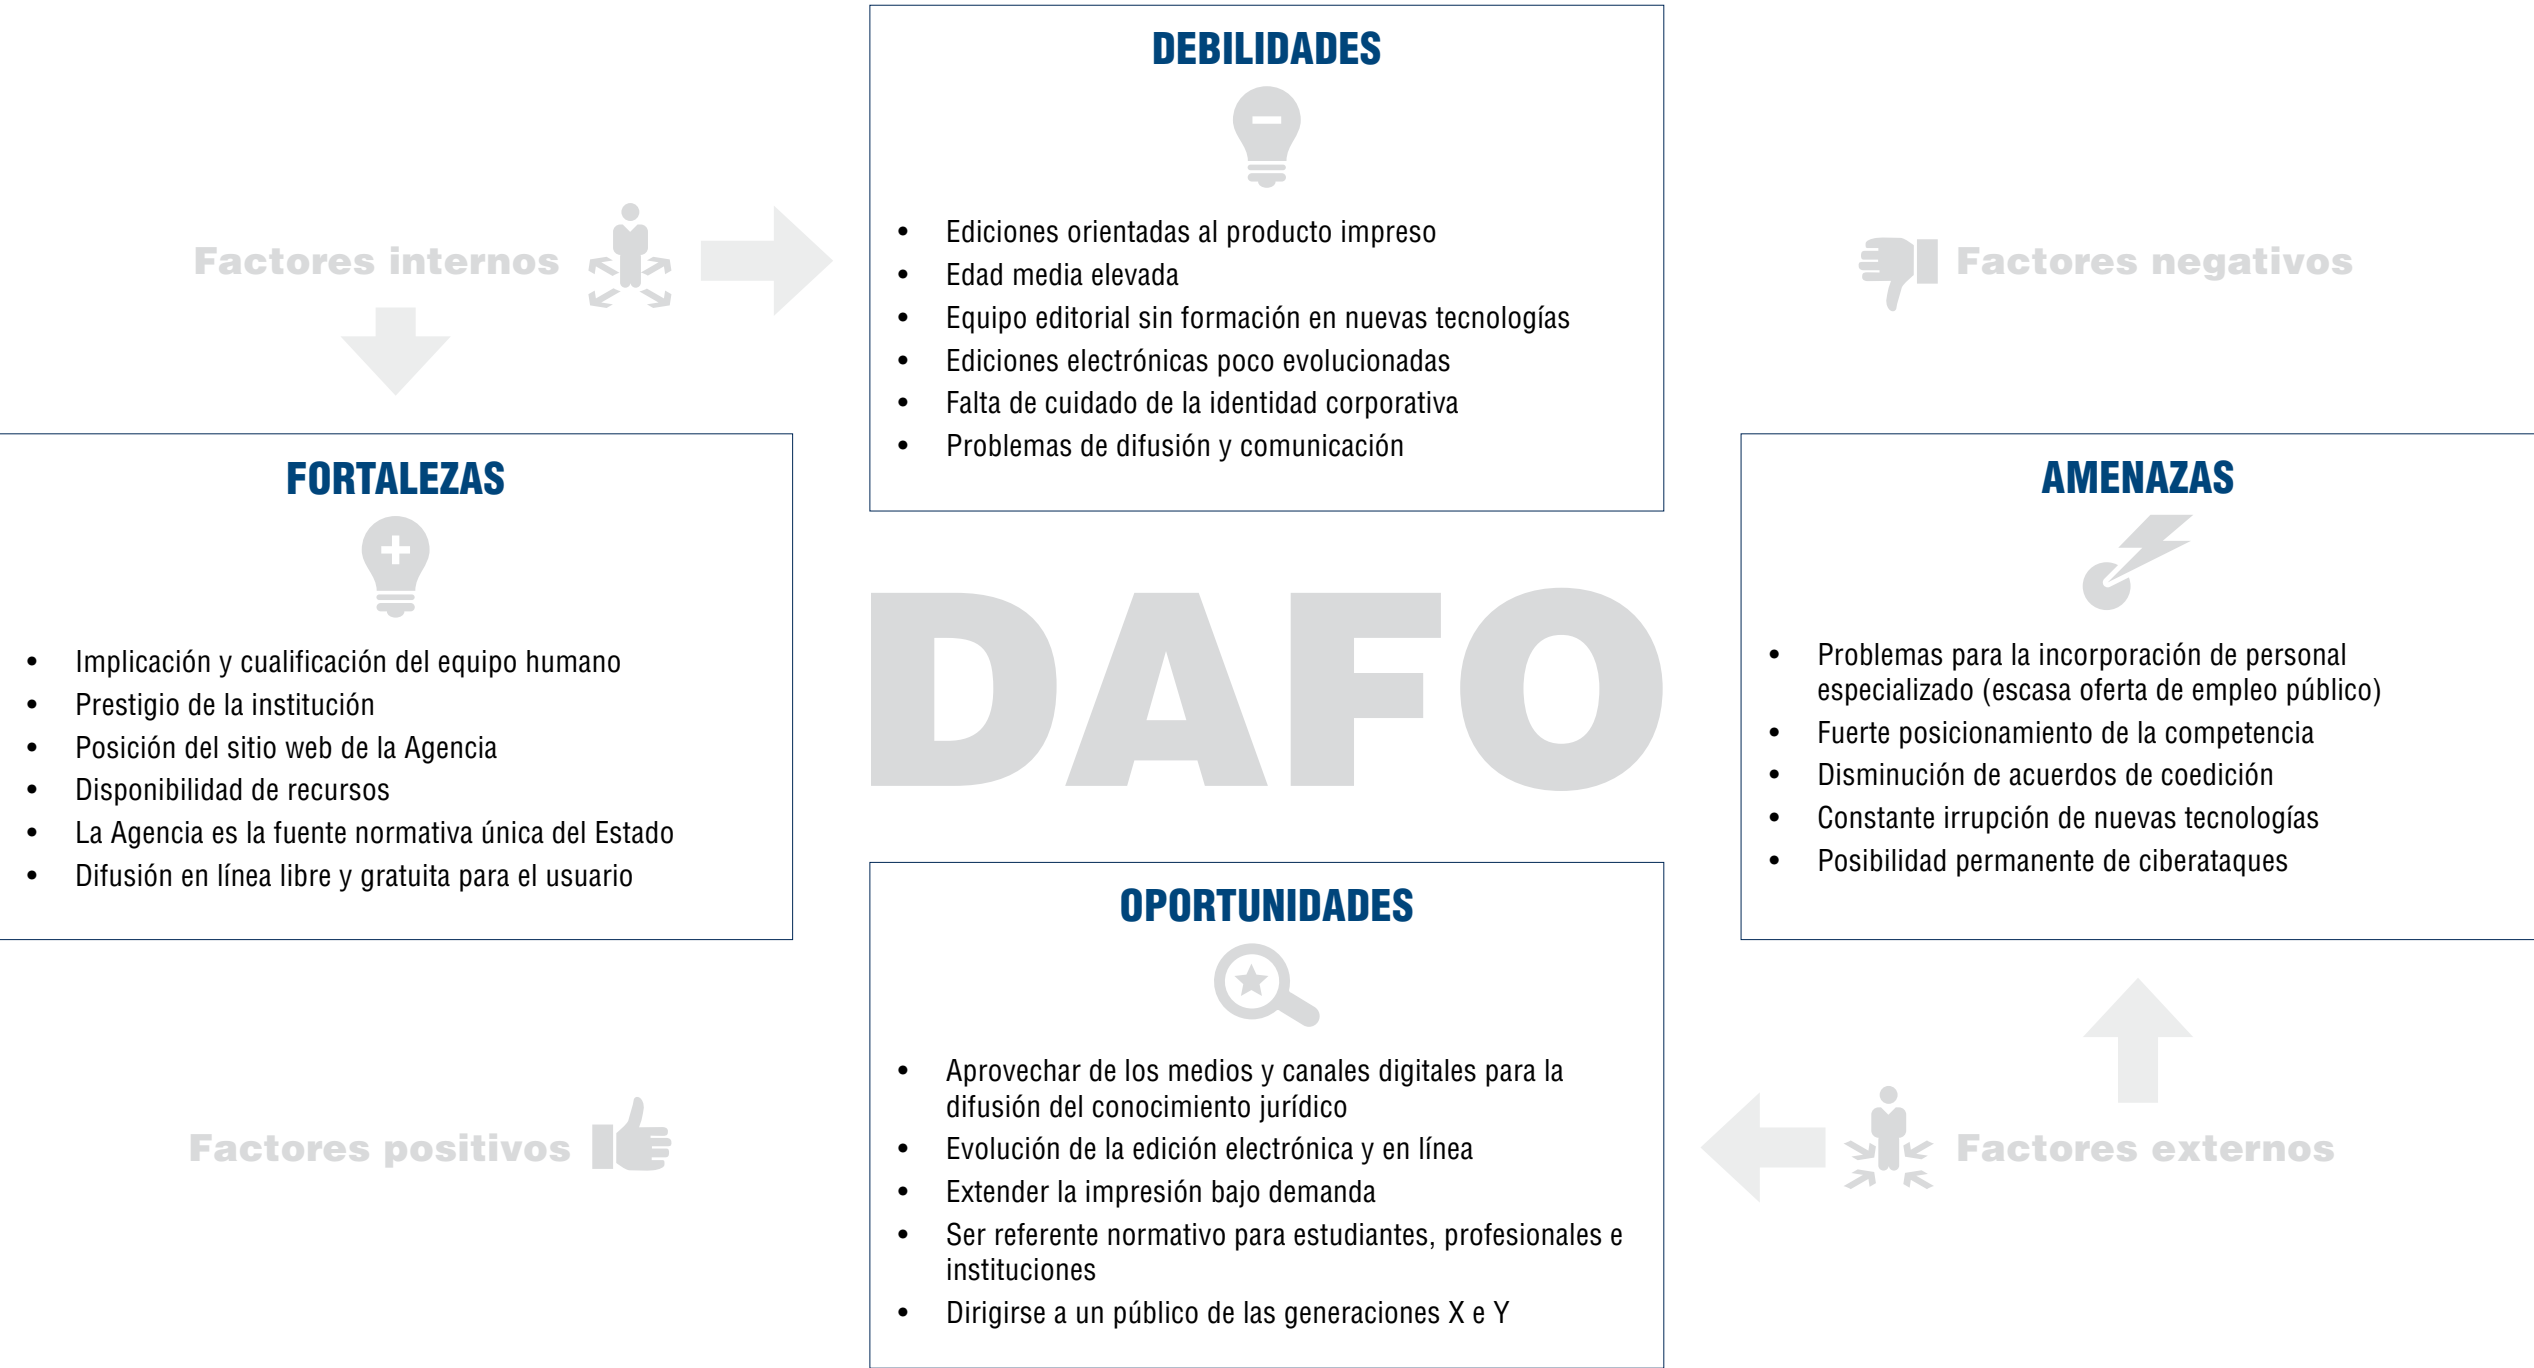 DEBILIDADES
• Ediciones orientadas al producto impreso
• Edad media elevada
• Equipo editorial sin formación en nuevas tecnologías
• Ediciones electrónicas poco evolucionadas
• Falta de cuidado de la identidad corporativa
• Problemas de difusión y comunicación
Factores internos
Factores negativos
FORTALEZAS
• Implicación y cualificación del equipo humano
• Prestigio de la institución
• Posición del sitio web de la Agencia
• Disponibilidad de recursos
• La Agencia es la fuente normativa única del Estado
• Difusión en línea libre y gratuita para el usuario
DAFO
AMENAZAS
• Problemas para la incorporación de personal
especializado (escasa oferta de empleo público)
• Fuerte posicionamiento de la competencia
• Disminución de acuerdos de coedición
• Constante irrupción de nuevas tecnologías
• Posibilidad permanente de ciberataques
OPORTUNIDADES
• Aprovechar de los medios y canales digitales para la
difusión del conocimiento jurídico
• Evolución de la edición electrónica y en línea
• Extender la impresión bajo demanda
• Ser referente normativo para estudiantes, profesionales e
instituciones
• Dirigirse a un público de las generaciones X e Y
Factores positivos
Factores externos